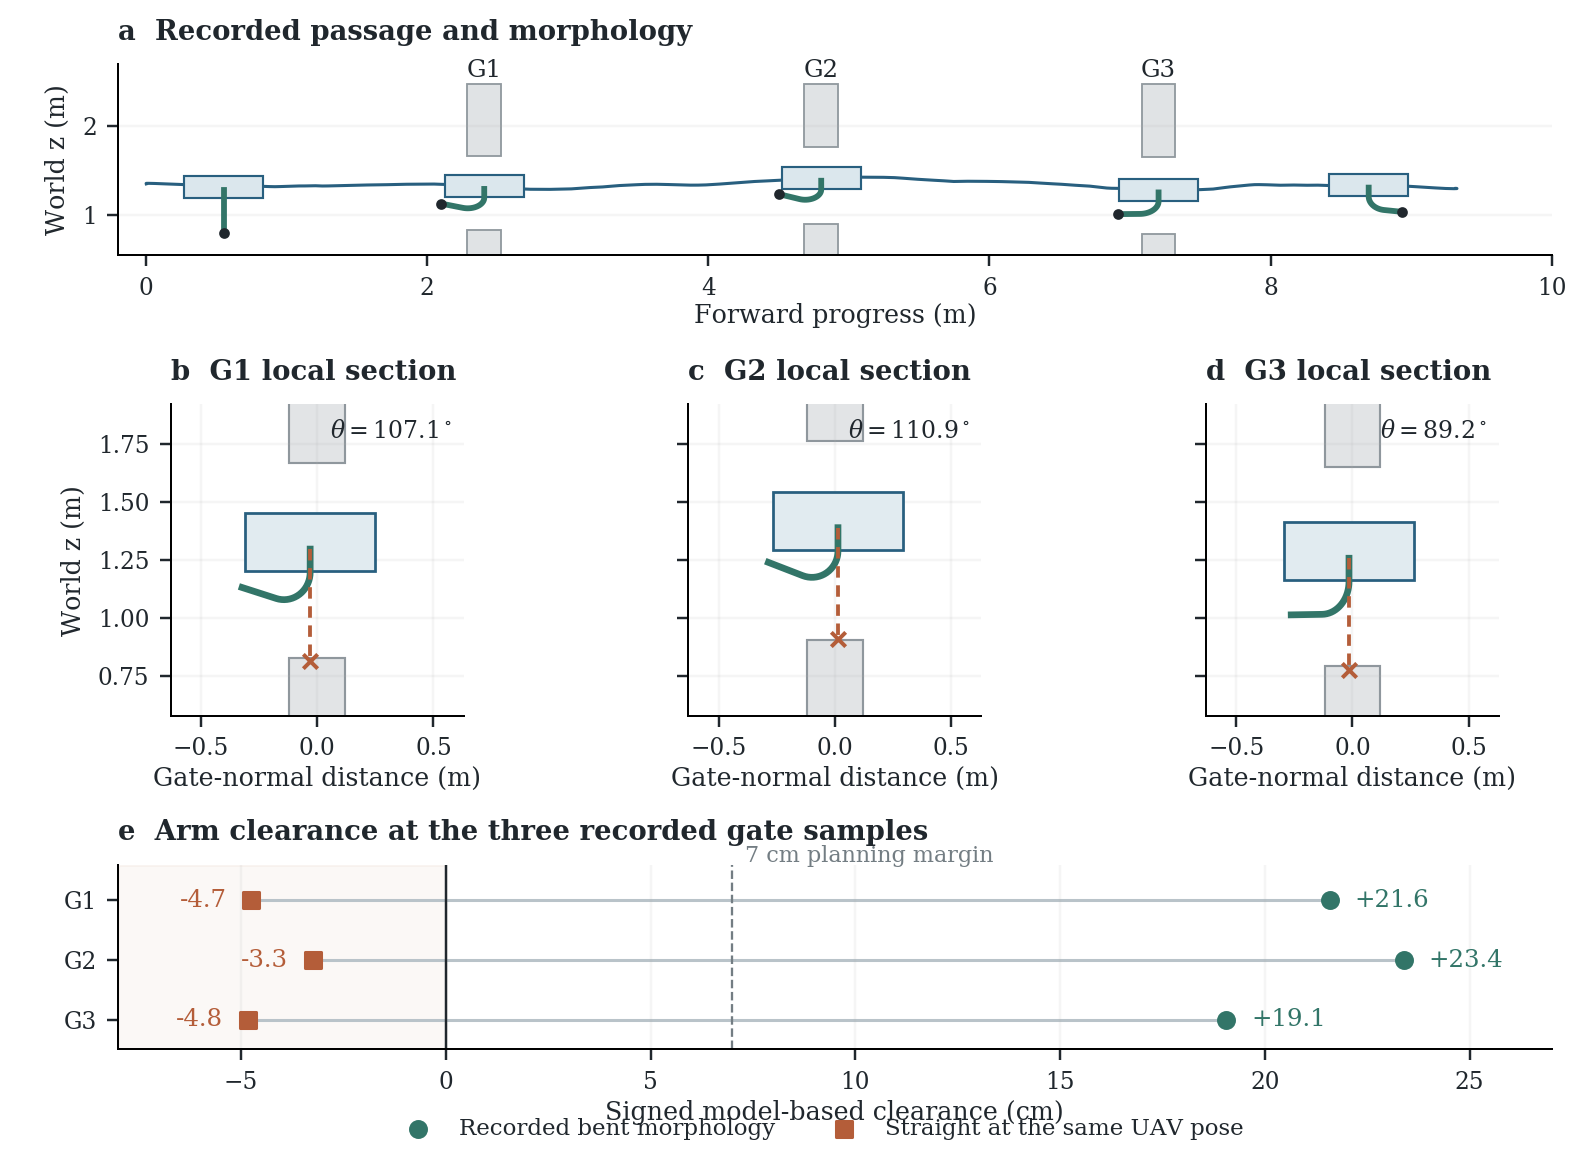 a Recorded passage and morphology
G1
G2
G3
World z (m)
2
1
0
2
4
6
8
10
Forward progress (m)
b G1 local section
θ = 107.1°
World z (m)
1.75
1.50
1.25
1.00
0.75
−0.5
0.0
0.5
Gate-normal distance (m)
c G2 local section
θ = 110.9°
−0.5
0.0
0.5
Gate-normal distance (m)
d G3 local section
θ = 89.2°
−0.5
0.0
0.5
Gate-normal distance (m)
e Arm clearance at the three recorded gate samples
7 cm planning margin
G1
-4.7
+21.6
G2
-3.3
+23.4
G3
-4.8
+19.1
−5
0
5
10
15
20
25
Signed model-based clearance (cm)
Recorded bent morphology
Straight at the same UAV pose